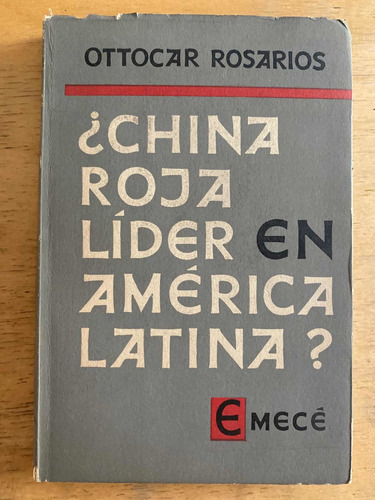 OTTOCAR ROSARIOS
¿CHINA
ROJA
LÍDER EN
AMÉRICA
LATINA?
EMECÉ